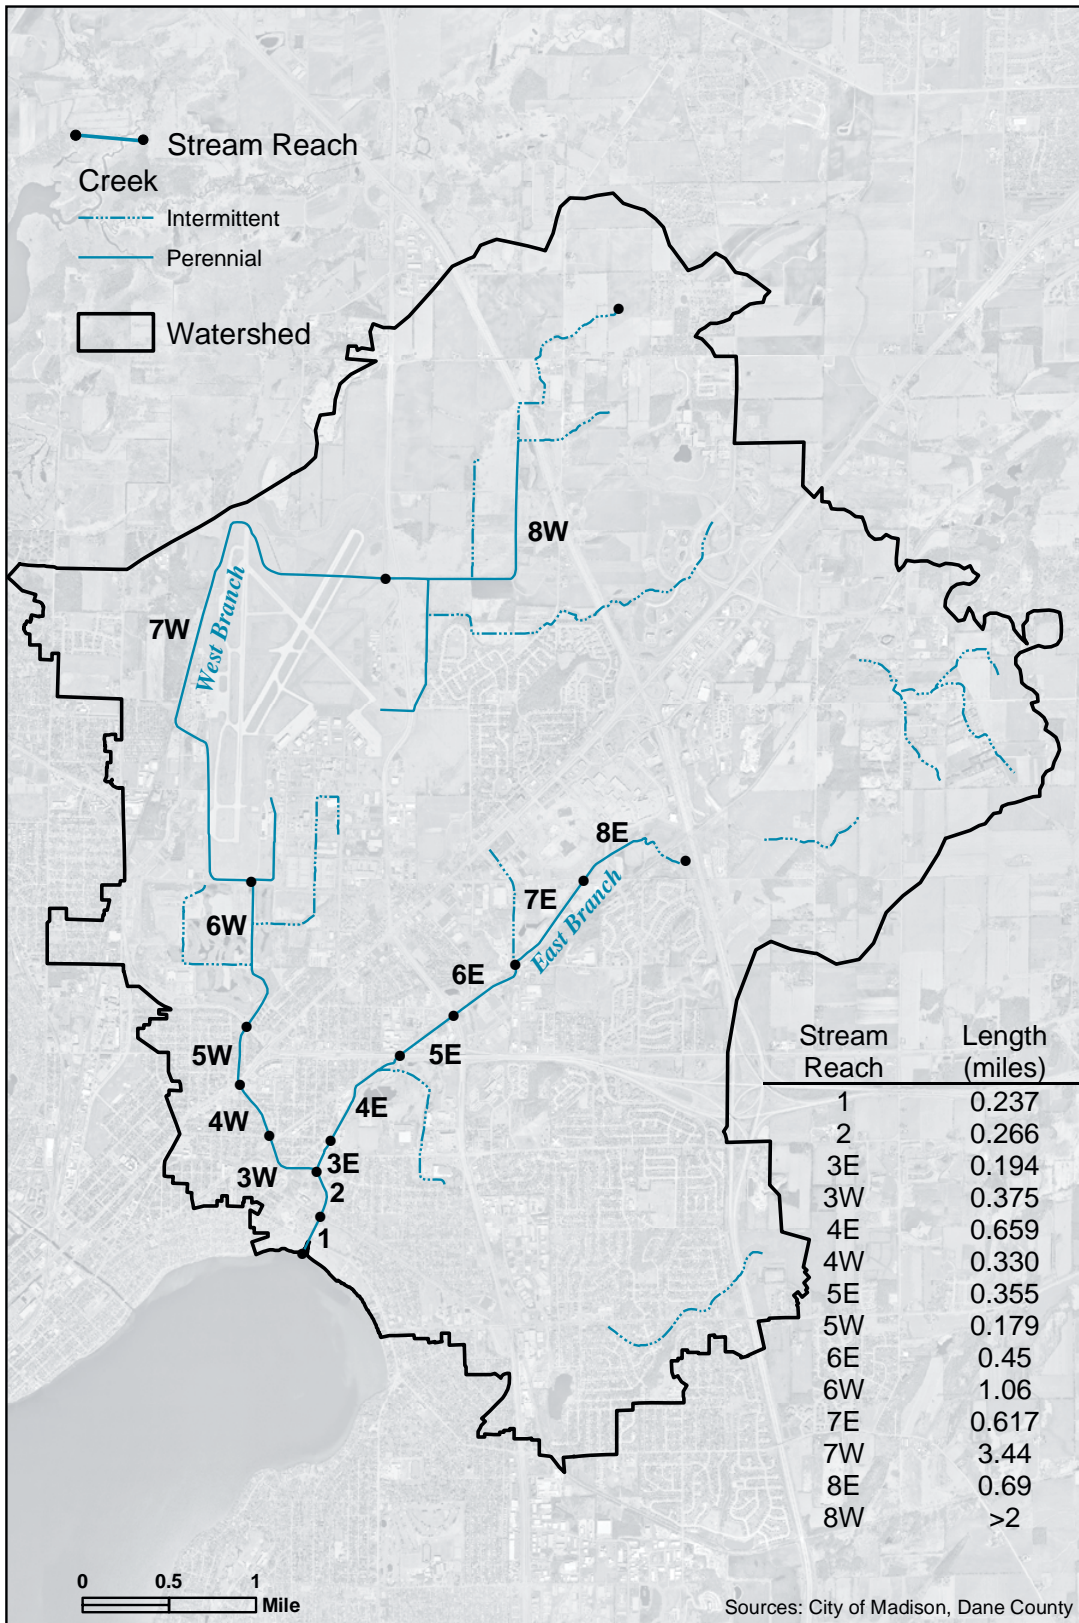 Stream Reach
Creek
Intermittent
Perennial
Watershed
8W
7W
West Branch
8E
7E
East Branch
6W
6E
5W
5E
4W
4E
3W
3E
2
1
Stream Reach Length (miles)
1 0.237
2 0.266
3E 0.194
3W 0.375
4E 0.659
4W 0.330
5E 0.355
5W 0.179
6E 0.45
6W 1.06
7E 0.617
7W 3.44
8E 0.69
8W >2
0 0.5 1
Mile
Sources: City of Madison, Dane County